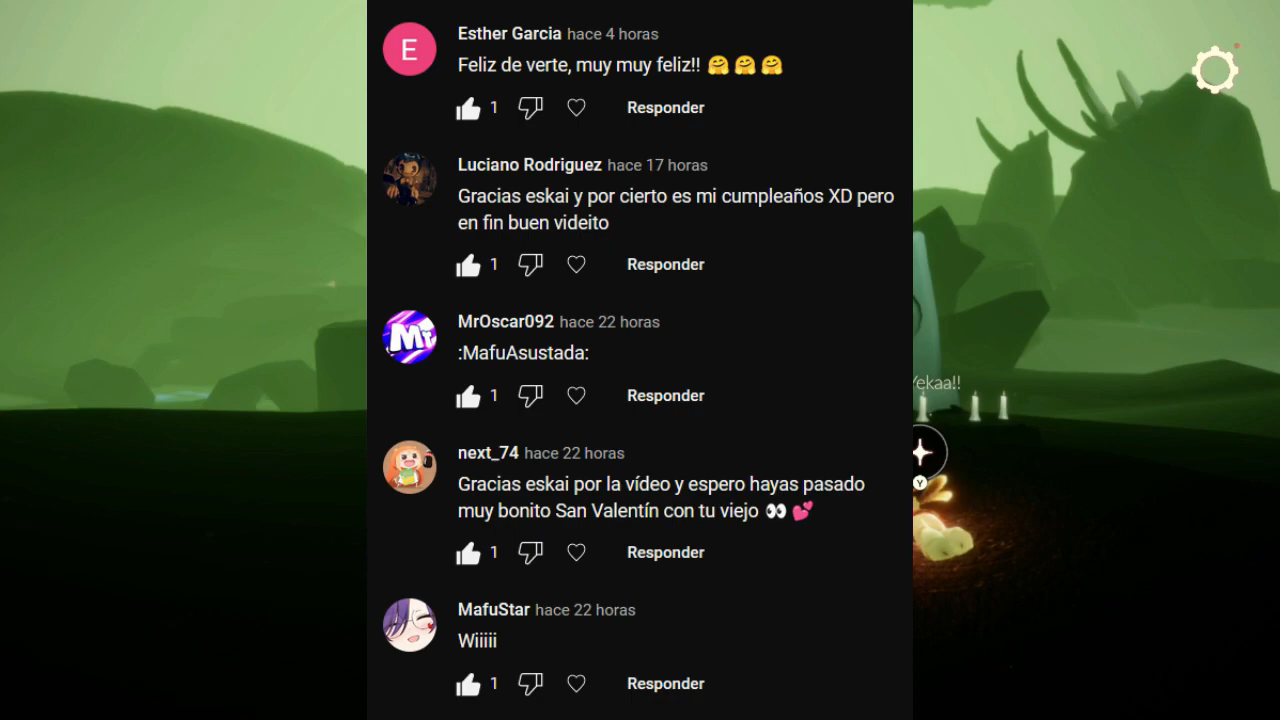 E
Esther Garcia hace 4 horas
Feliz de verte, muy muy feliz!! 🤗 🤗 🤗
1 Responder
Luciano Rodriguez hace 17 horas
Gracias eskai y por cierto es mi cumpleaños XD pero
en fin buen videito
1 Responder
Mr
MrOscar092 hace 22 horas
:MafuAsustada:
1 Responder
Yekaa!!
next_74 hace 22 horas
Gracias eskai por la vídeo y espero hayas pasado
muy bonito San Valentín con tu viejo 👀 💕
Y
1 Responder
MafuStar hace 22 horas
Wiiiii
1 Responder